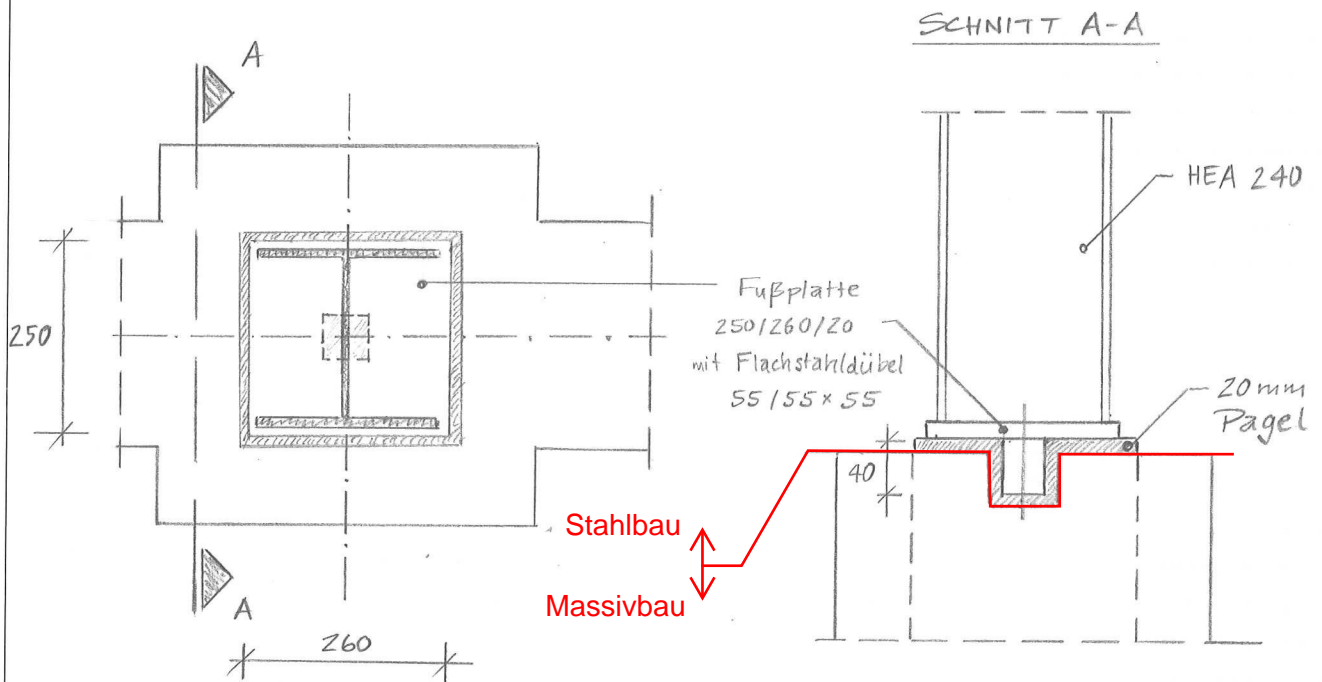 SCHNITT A-A
A
HEA 240
250
Fußplatte
250/260/20
mit Flachstahldübel
55/55 x 55
20mm
Pagel
40
Stahlbau
Massivbau
A
260